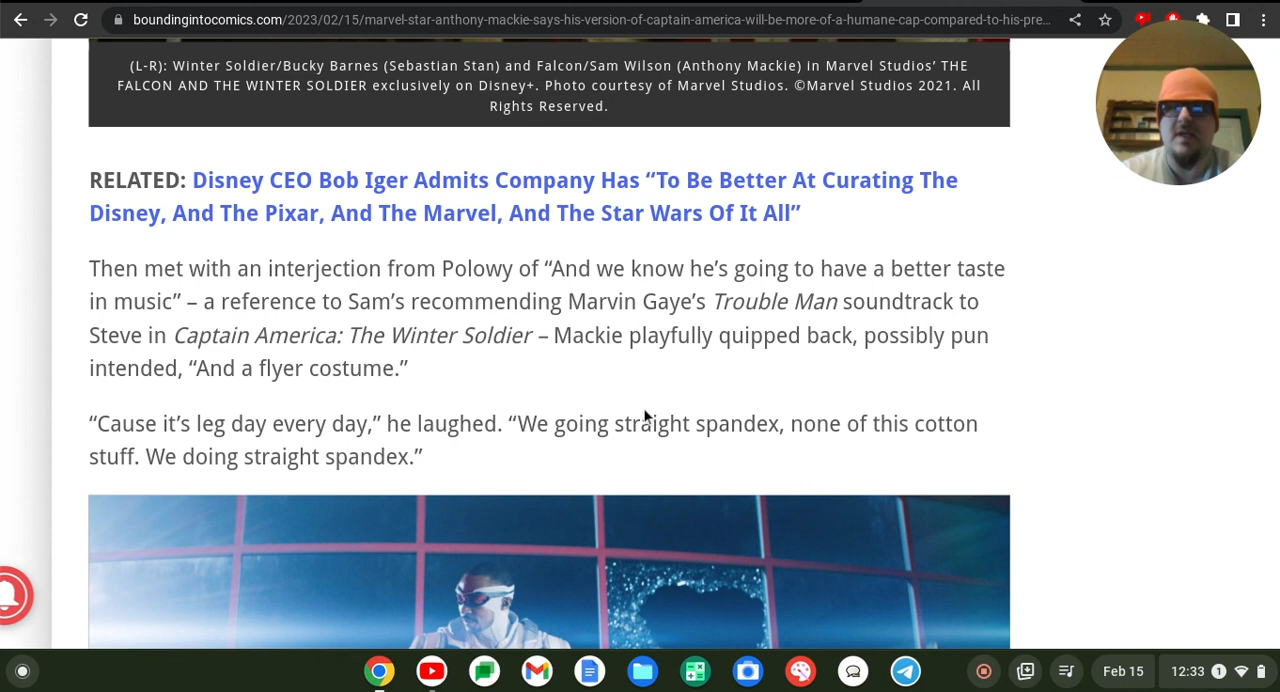 boundingintocomics.com/2023/02/15/marvel-star-anthony-mackie-says-his-version-of-captain-america-will-be-more-of-a-humane-cap-compared-to-his-pre...
(L-R): Winter Soldier/Bucky Barnes (Sebastian Stan) and Falcon/Sam Wilson (Anthony Mackie) in Marvel Studios’ THE
FALCON AND THE WINTER SOLDIER exclusively on Disney+. Photo courtesy of Marvel Studios. ©Marvel Studios 2021. All
Rights Reserved.
RELATED: Disney CEO Bob Iger Admits Company Has “To Be Better At Curating The
Disney, And The Pixar, And The Marvel, And The Star Wars Of It All”
Then met with an interjection from Polowy of “And we know he’s going to have a better taste
in music” – a reference to Sam’s recommending Marvin Gaye’s Trouble Man soundtrack to
Steve in Captain America: The Winter Soldier – Mackie playfully quipped back, possibly pun
intended, “And a flyer costume.”
“Cause it’s leg day every day,” he laughed. “We going straight spandex, none of this cotton
stuff. We doing straight spandex.”
Feb 15 12:33 1